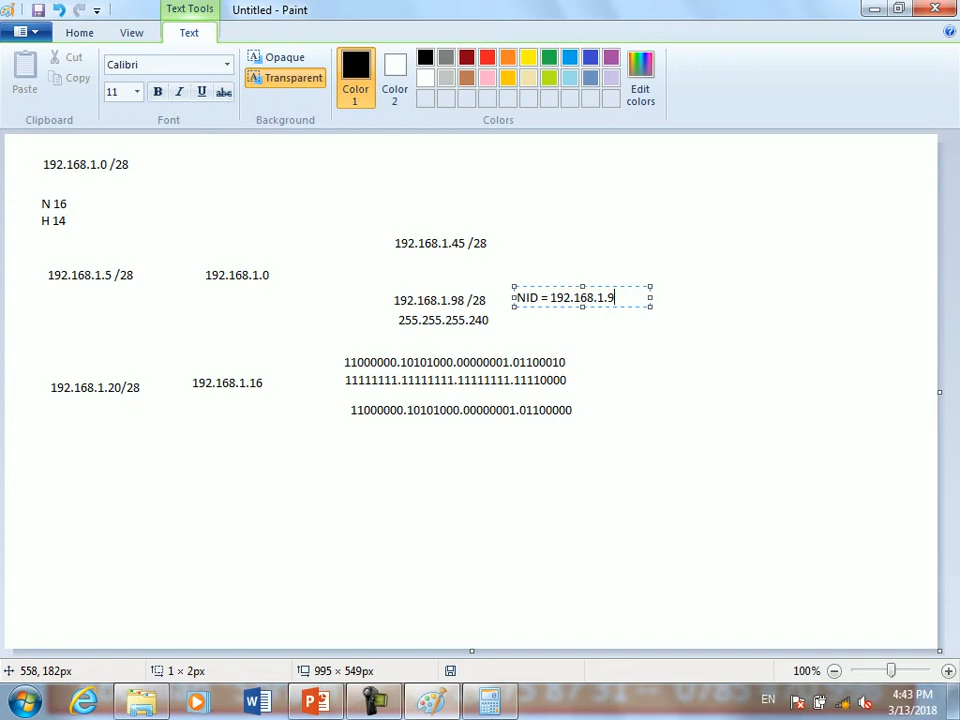 Text Tools
Untitled - Paint
Home
View
Text
Paste
Cut
Copy
Clipboard
Calibri
11
B I U abc
Font
Opaque
Transparent
Background
Color 1
Color 2
Edit colors
Colors
192.168.1.0 /28
N 16
H 14
192.168.1.45 /28
192.168.1.5 /28
192.168.1.0
192.168.1.98 /28
NID = 192.168.1.9
255.255.255.240
11000000.10101000.00000001.01100010
11111111.11111111.11111111.11110000
192.168.1.20/28
192.168.1.16
11000000.10101000.00000001.01100000
558, 182px
1 × 2px
995 × 549px
100%
EN
4:43 PM
3/13/2018